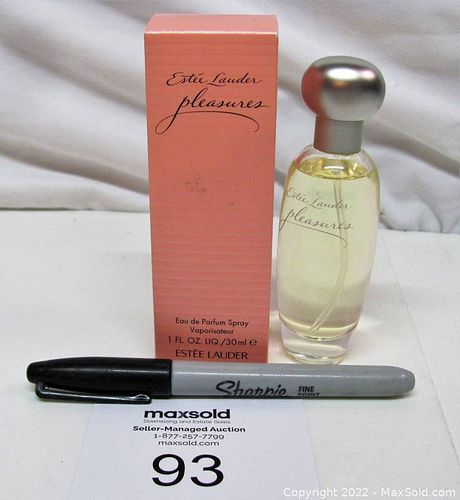 Estée Lauder
pleasures
Eau de Parfum Spray
Vaporisateur
1 FL. OZ. LIQ./30ml e
ESTĒE LAUDER
Estée Lauder
pleasures
Sharpie FINE POINT
maxsold
Downsizing and Estate Sales
Seller-Managed Auction
1-877-257-7799
maxsold.com
93
Copyright © 2022 - MaxSold.com